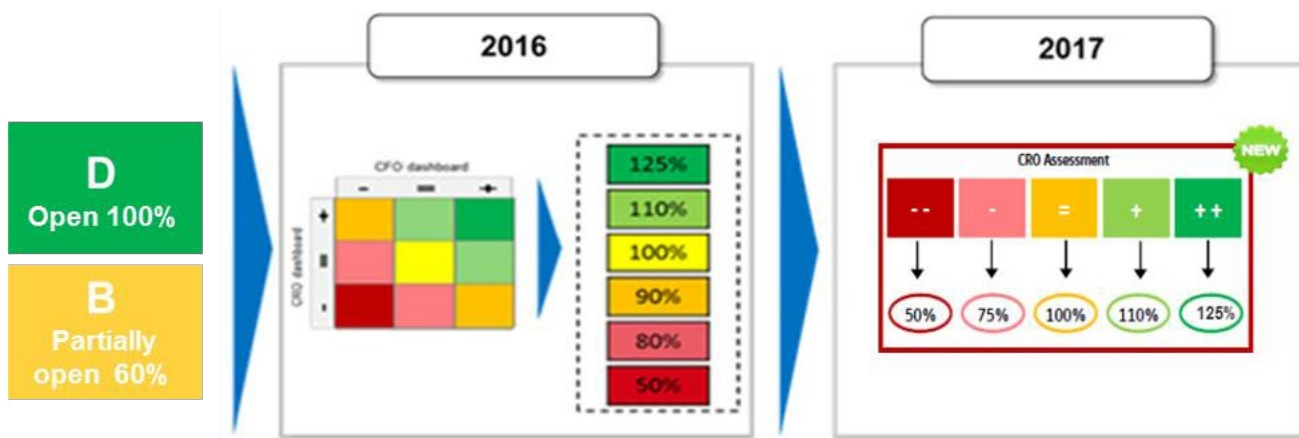 D
Open 100%
B
Partially
open 60%
2016
CFO dashboard
- = +
CRO dashboard
+
=
-
125%
110%
100%
90%
80%
50%
2017
NEW
CRO Assessment
-- - = + ++
50% 75% 100% 110% 125%